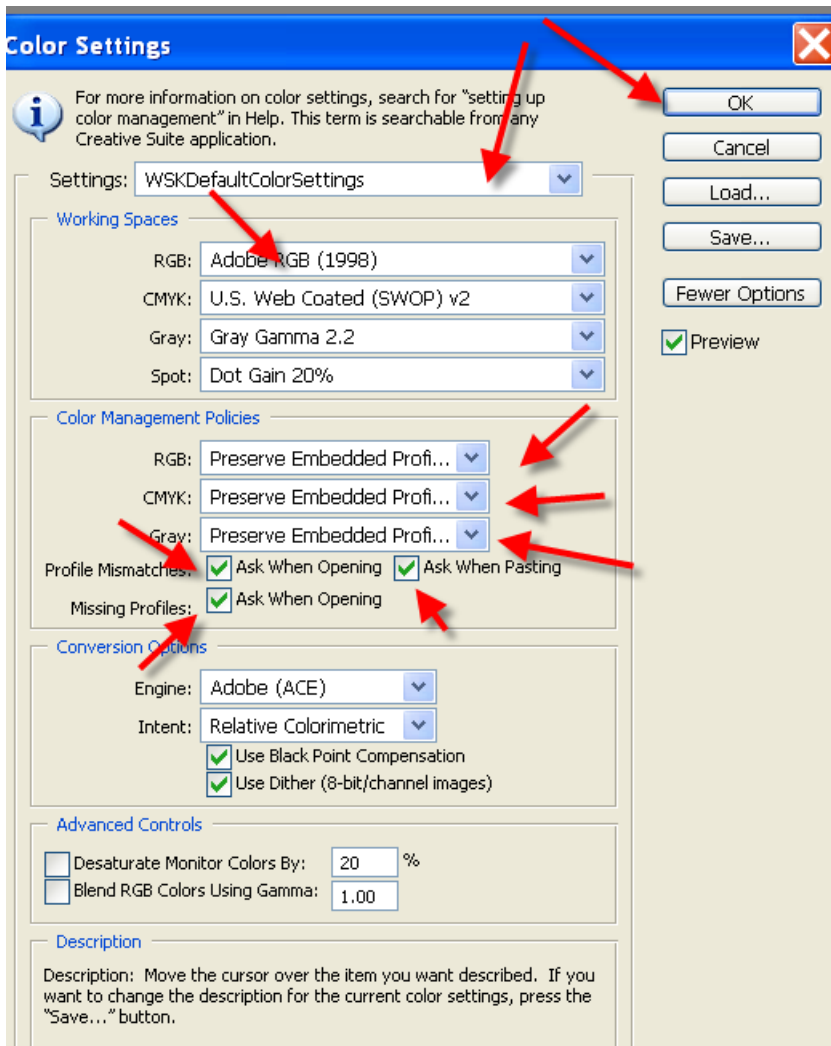 Color Settings
For more information on color settings, search for "setting up
color management" in Help. This term is searchable from any
Creative Suite application.
OK
Cancel
Load...
Save...
Fewer Options
Preview
Settings: WSKDefaultColorSettings
Working Spaces
RGB: Adobe RGB (1998)
CMYK: U.S. Web Coated (SWOP) v2
Gray: Gray Gamma 2.2
Spot: Dot Gain 20%
Color Management Policies
RGB: Preserve Embedded Profi...
CMYK: Preserve Embedded Profi...
Gray: Preserve Embedded Profi...
Profile Mismatches: Ask When Opening Ask When Pasting
Missing Profiles: Ask When Opening
Conversion Options
Engine: Adobe (ACE)
Intent: Relative Colorimetric
Use Black Point Compensation
Use Dither (8-bit/channel images)
Advanced Controls
Desaturate Monitor Colors By: 20 %
Blend RGB Colors Using Gamma: 1.00
Description
Description: Move the cursor over the item you want described. If you
want to change the description for the current color settings, press the
"Save..." button.